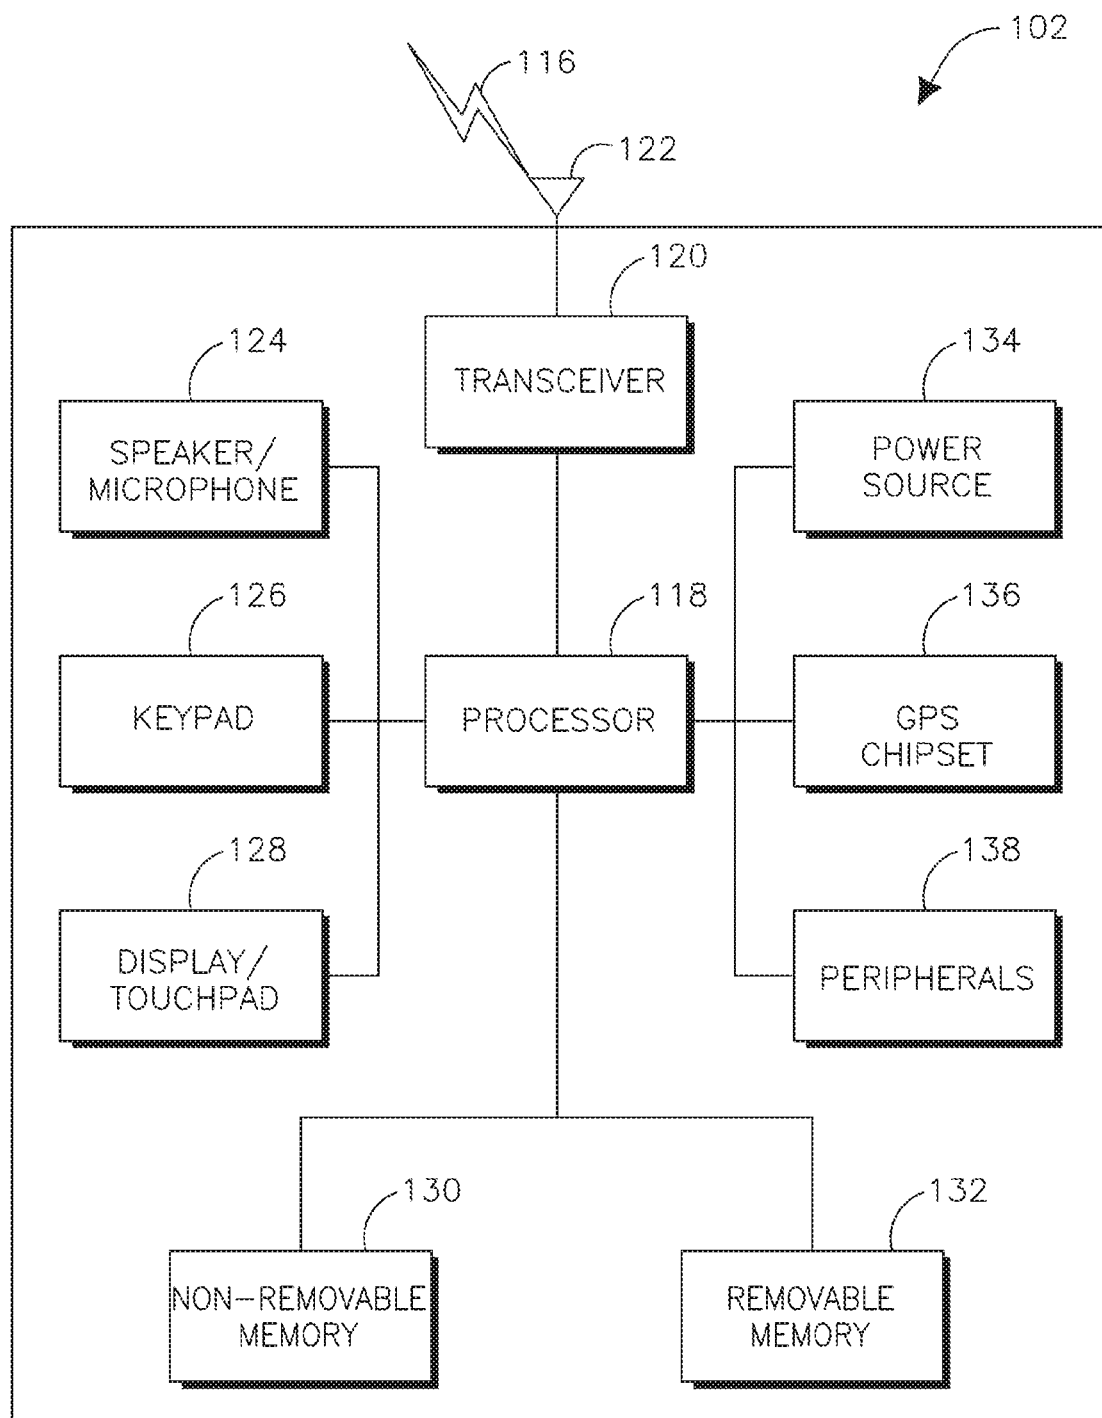 102
116
122
120
TRANSCEIVER
124
SPEAKER/
MICROPHONE
134
POWER
SOURCE
126
KEYPAD
118
PROCESSOR
136
GPS
CHIPSET
128
DISPLAY/
TOUCHPAD
138
PERIPHERALS
130
NON-REMOVABLE
MEMORY
132
REMOVABLE
MEMORY